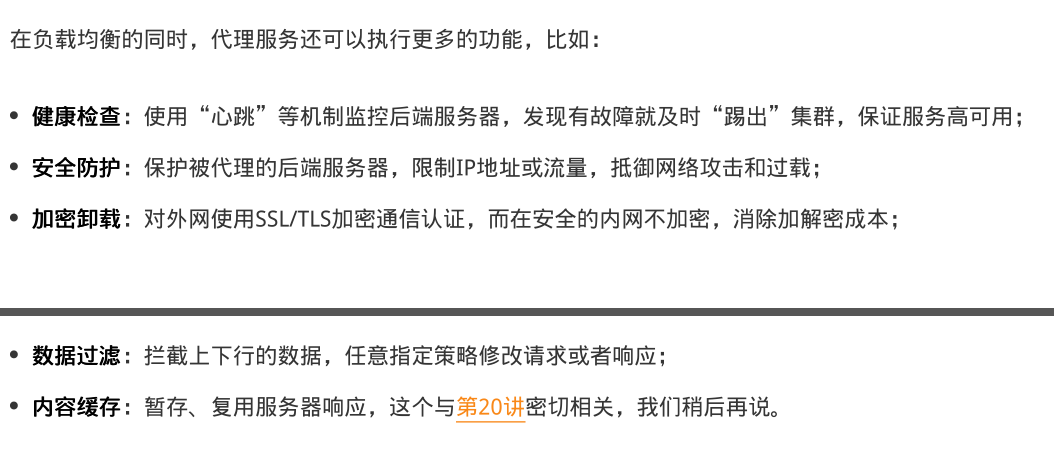 在负载均衡的同时，代理服务还可以执行更多的功能，比如：
• 健康检查：使用“心跳”等机制监控后端服务器，发现有故障就及时“踢出”集群，保证服务高可用；
• 安全防护：保护被代理的后端服务器，限制IP地址或流量，抵御网络攻击和过载；
• 加密卸载：对外网使用SSL/TLS加密通信认证，而在安全的内网不加密，消除加解密成本；
• 数据过滤：拦截上下行的数据，任意指定策略修改请求或者响应；
• 内容缓存：暂存、复用服务器响应，这个与第20讲密切相关，我们稍后再说。